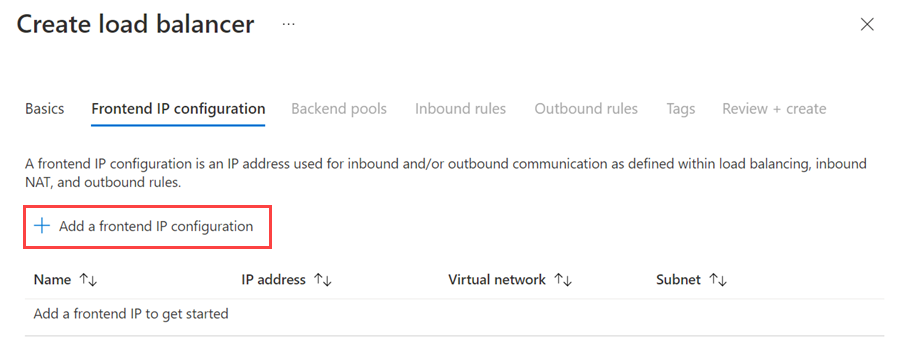 Create load balancer ...
Basics Frontend IP configuration Backend pools Inbound rules Outbound rules Tags Review + create
A frontend IP configuration is an IP address used for inbound and/or outbound communication as defined within load balancing, inbound
NAT, and outbound rules.
+ Add a frontend IP configuration
Name ↑↓ IP address ↑↓ Virtual network ↑↓ Subnet ↑↓
Add a frontend IP to get started